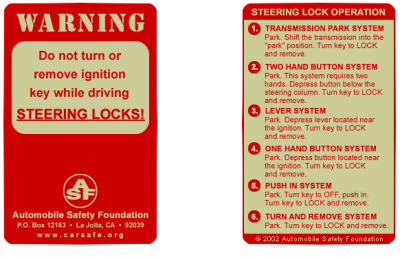 WARNING
Do not turn or
remove ignition
key while driving
STEERING LOCKS!
ASF
Automobile Safety Foundation
P.O. Box 12183 • La Jolla, CA • 92039
www.carsafe.org
STEERING LOCK OPERATION
1. TRANSMISSION PARK SYSTEM
Park. Shift the transmission into the
"park" position. Turn key to LOCK
and remove.
2. TWO HAND BUTTON SYSTEM
Park. This system requires two
hands. Depress button below the
steering column. Turn key to LOCK
and remove.
3. LEVER SYSTEM
Park. Depress lever located near
the ignition. Turn key to LOCK
and remove.
4. ONE HAND BUTTON SYSTEM
Park. Depress button located near
the ignition. Turn key to LOCK
and remove.
5. PUSH IN SYSTEM
Park. Turn key to OFF, push in.
Turn key to LOCK and remove.
6. TURN AND REMOVE SYSTEM
Park. Turn key to LOCK and remove.
© 2002 Automobile Safety Foundation